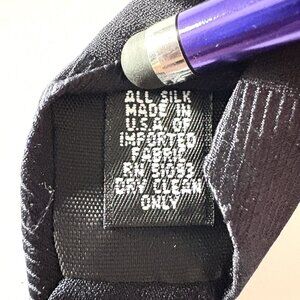 ALL SILK
MADE IN
U.S.A. OF
IMPORTED
FABRIC
RN 51093
DRY CLEAN
ONLY